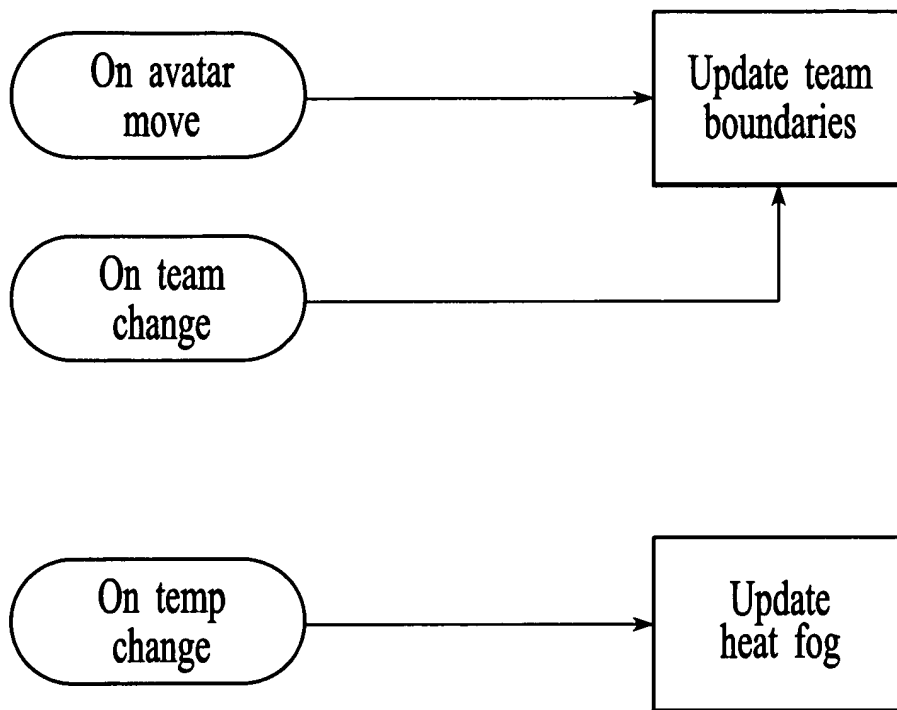 On avatar
move
Update team
boundaries
On team
change
On temp
change
Update
heat fog